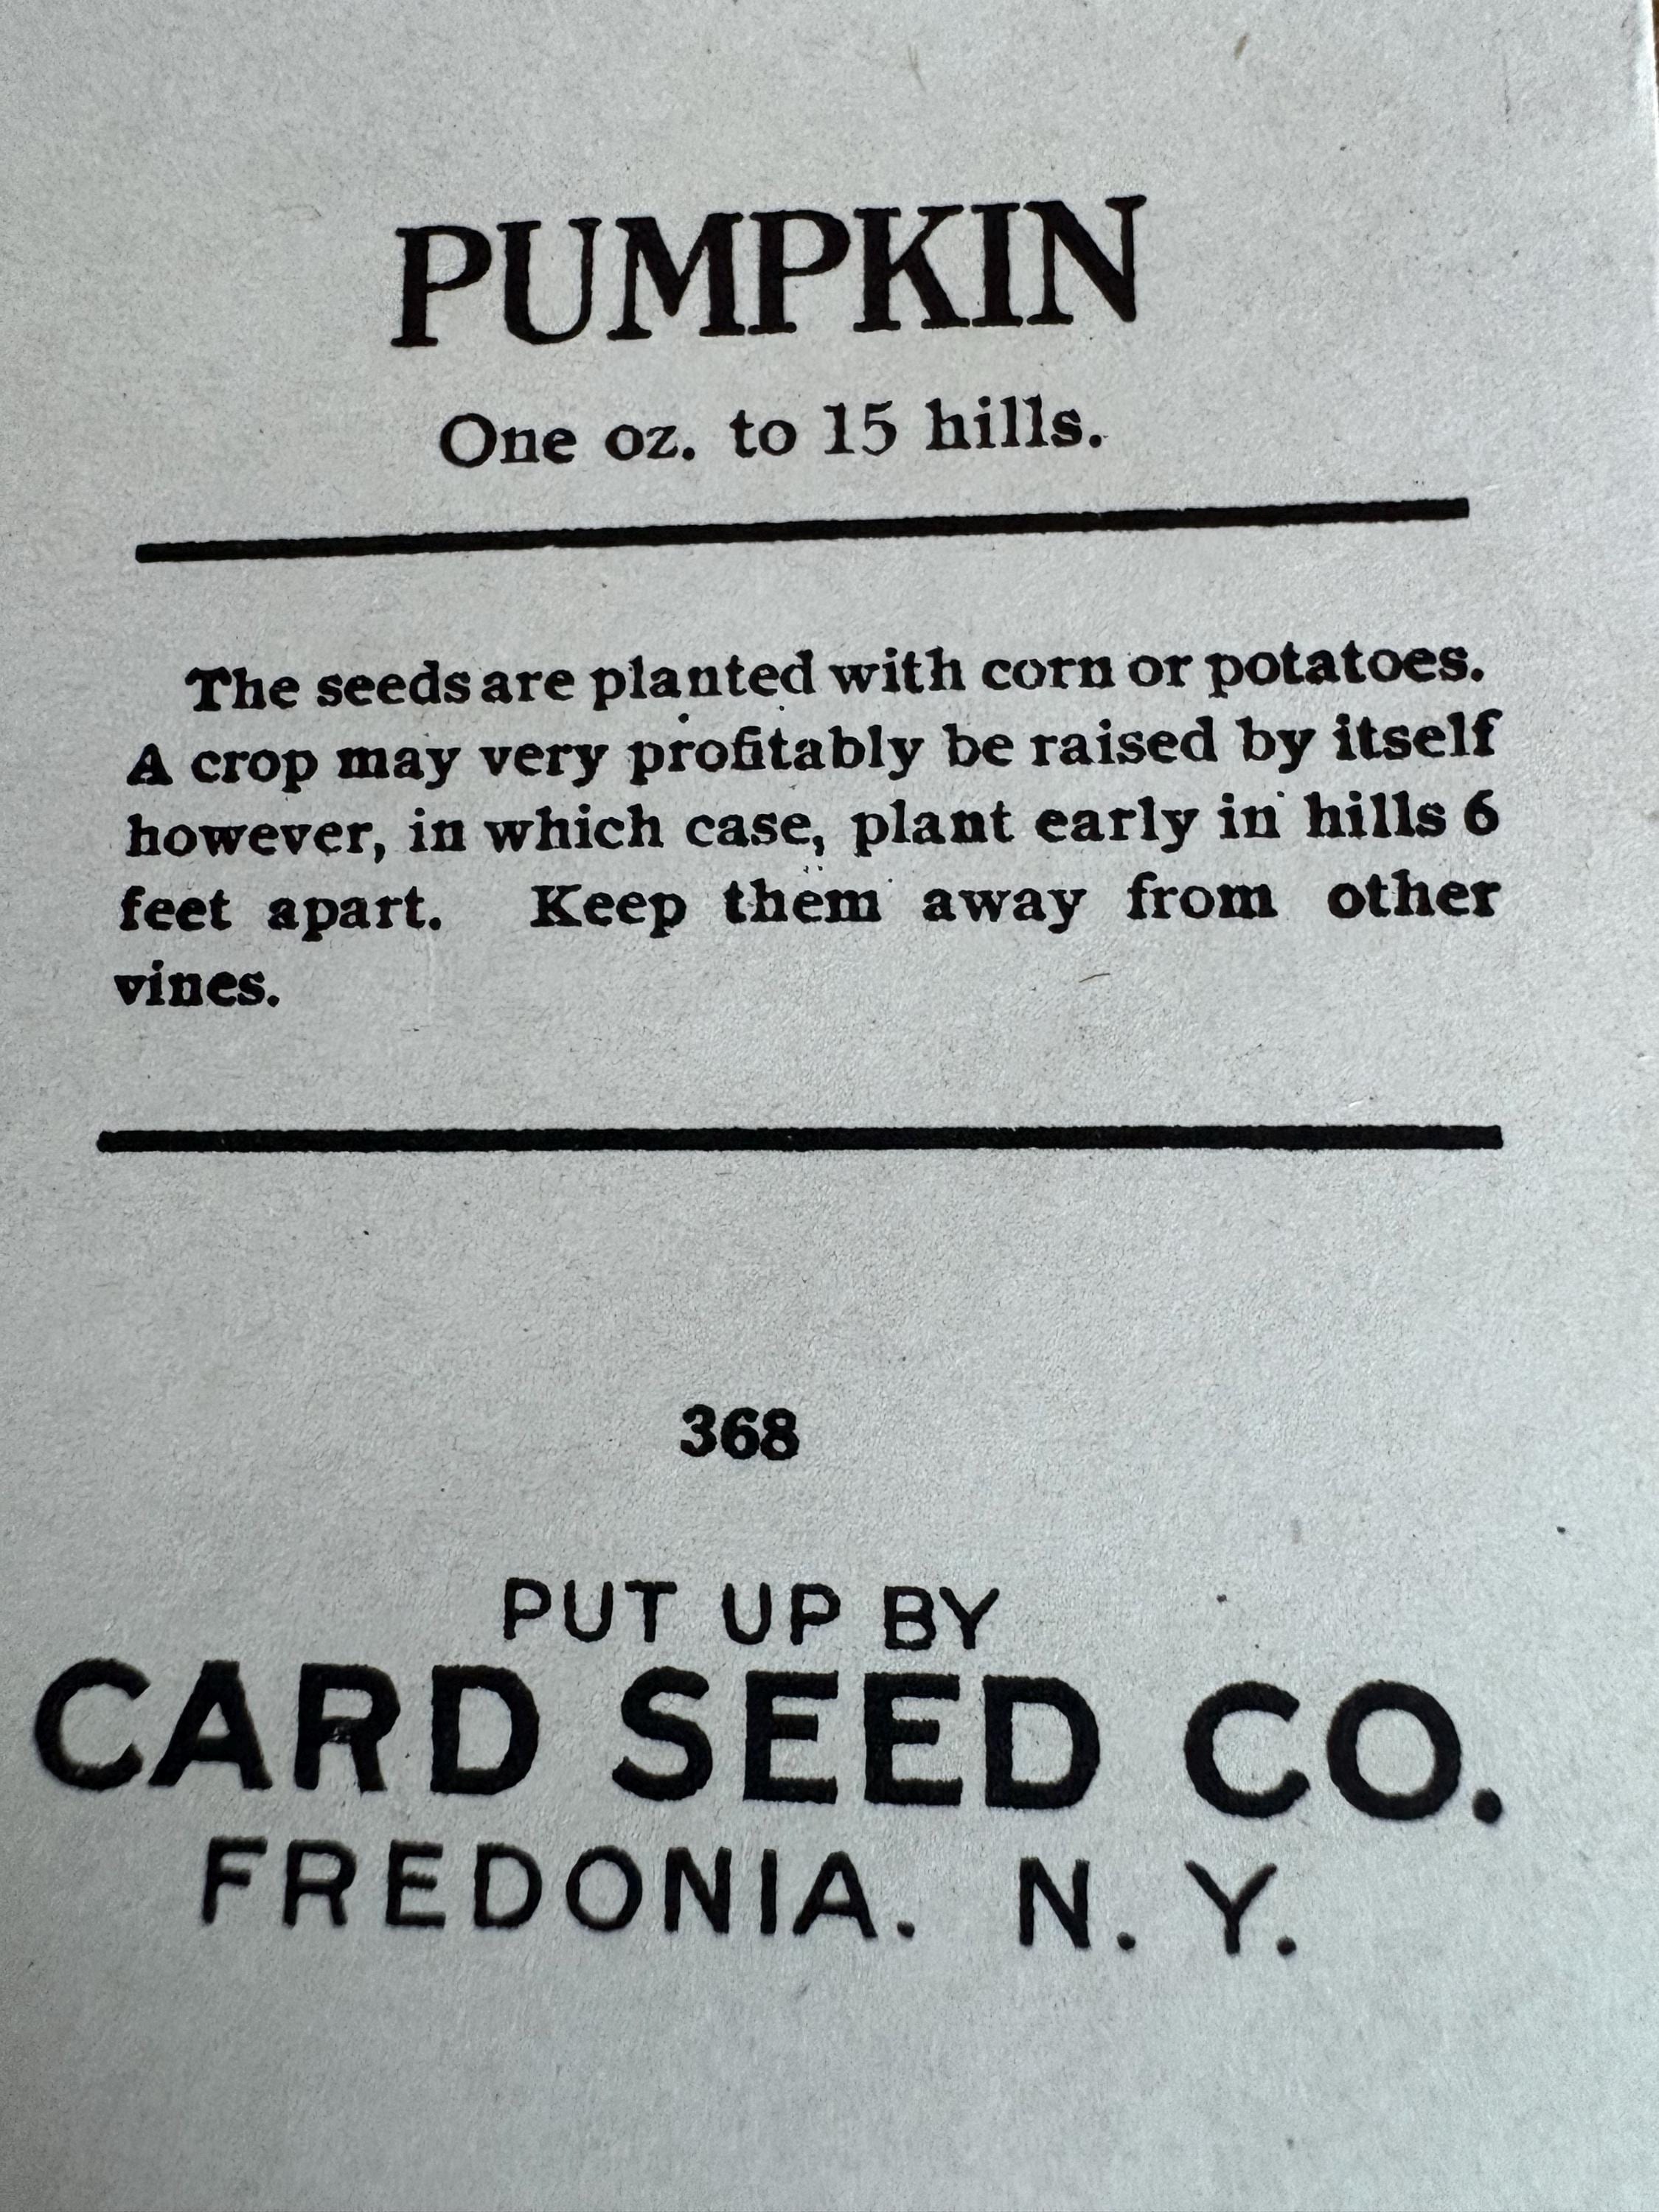 PUMPKIN
One oz. to 15 hills.
The seeds are planted with corn or potatoes.
A crop may very profitably be raised by itself
however, in which case, plant early in hills 6
feet apart. Keep them away from other
vines.
368
PUT UP BY
CARD SEED CO.
FREDONIA. N. Y.